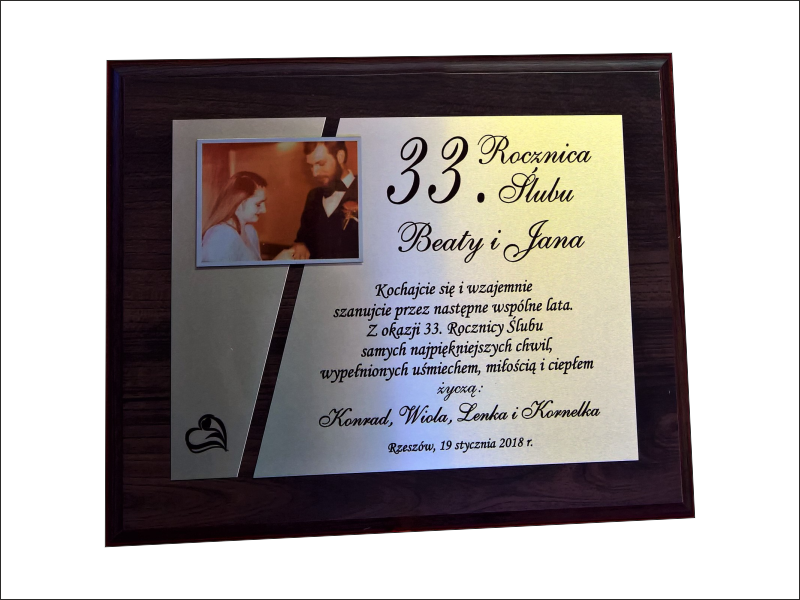 33. Rocznica
Ślubu
Beaty i Jana
Kochajcie się i wzajemnie
szanujcie przez następne wspólne lata.
Z okazji 33. Rocznicy Ślubu
samych najpiękniejszych chwil,
wypełnionych uśmiechem, miłością i ciepłem
życzą:
Konrad, Wiola, Lenka i Kornelka
Rzeszów, 19 stycznia 2018 r.